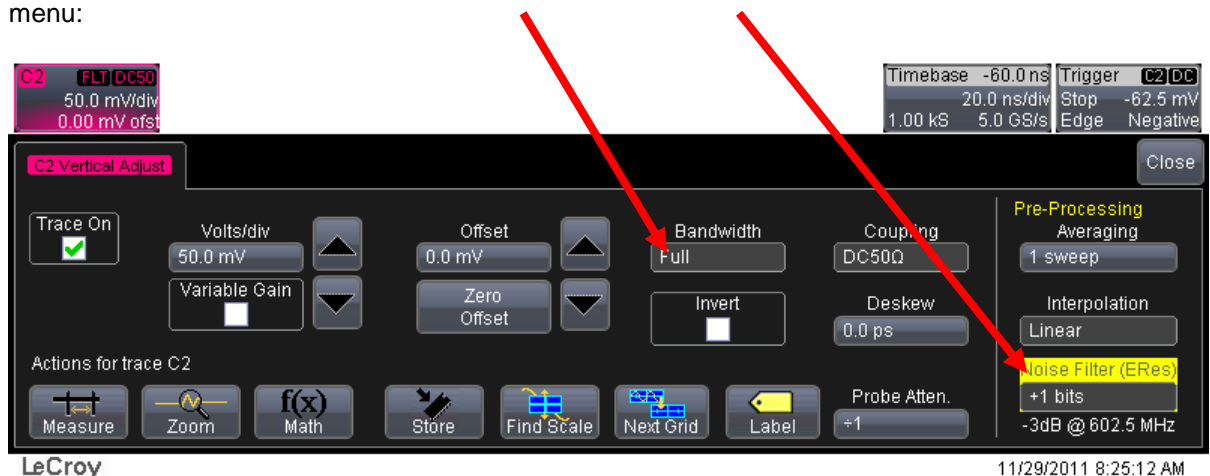 menu:
C2 FLT DC50
50.0 mV/div
0.00 mV ofst
Timebase -60.0 ns
20.0 ns/div
1.00 kS 5.0 GS/s
Trigger C2 DC
Stop -62.5 mV
Edge Negative
C2 Vertical Adjust
Close
Trace On
Volts/div
50.0 mV
Variable Gain
Offset
0.0 mV
Zero
Offset
Bandwidth
Full
Invert
Coupling
DC50Ω
Deskew
0.0 ps
Pre-Processing
Averaging
1 sweep
Interpolation
Linear
Noise Filter (ERes)
+1 bits
-3dB @ 602.5 MHz
Actions for trace C2
Measure
Zoom
f(x)
Math
Store
Find Scale
Next Grid
Label
Probe Atten.
÷1
LeCroy
11/29/2011 8:25:12 AM